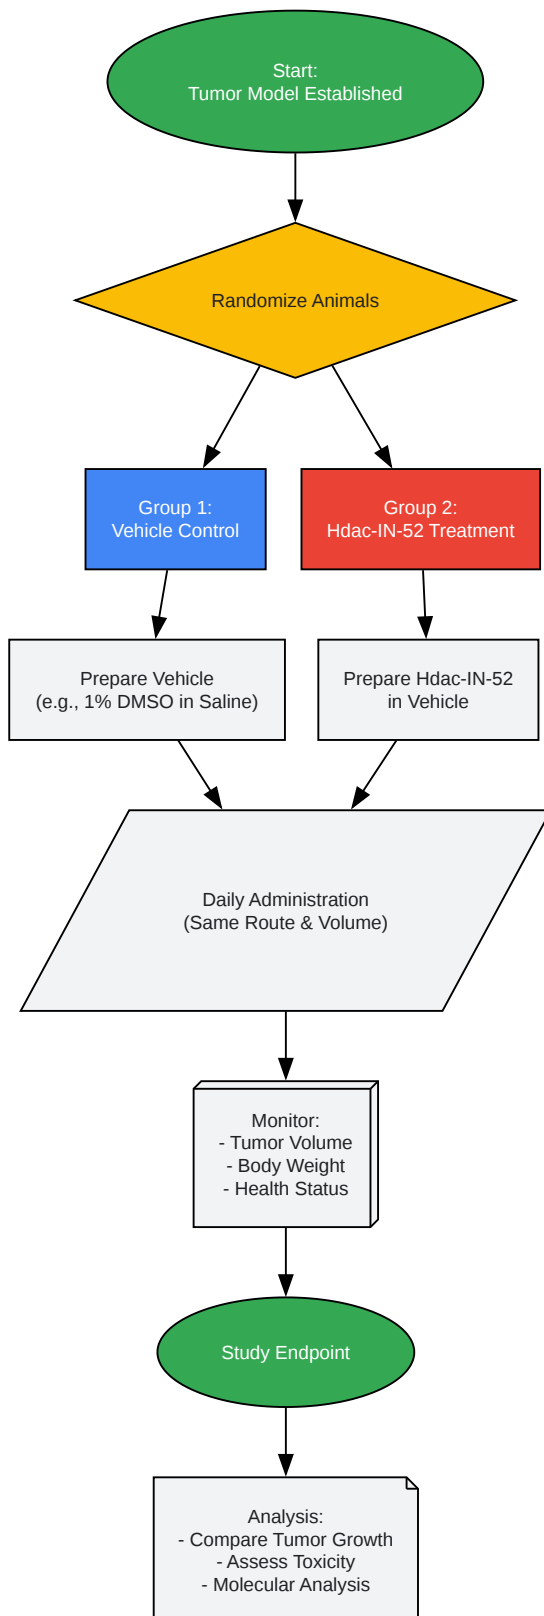 Start:
Tumor Model Established
Randomize Animals
Group 1:
Vehicle Control
Group 2:
Hdac-IN-52 Treatment
Prepare Vehicle
(e.g., 1% DMSO in Saline)
Prepare Hdac-IN-52
in Vehicle
Daily Administration
(Same Route & Volume)
Monitor:
- Tumor Volume
- Body Weight
- Health Status
Study Endpoint
Analysis:
- Compare Tumor Growth
- Assess Toxicity
- Molecular Analysis